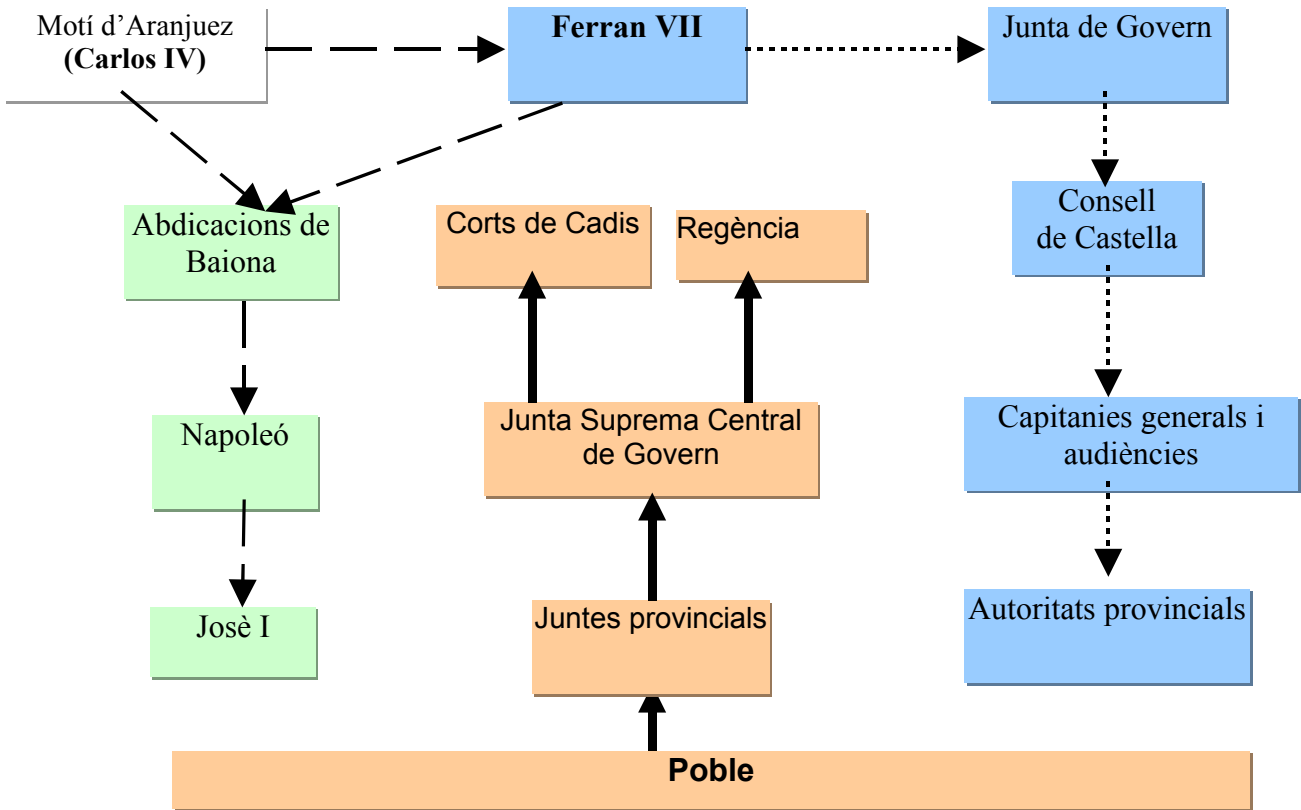 Motí d’Aranjuez
(Carlos IV)
Ferran VII
Junta de Govern
Abdicacions de
Baiona
Corts de Cadis
Regència
Consell
de Castella
Napoleó
Junta Suprema Central
de Govern
Capitanies generals i
audiències
Josè I
Juntes provincials
Autoritats provincials
Poble